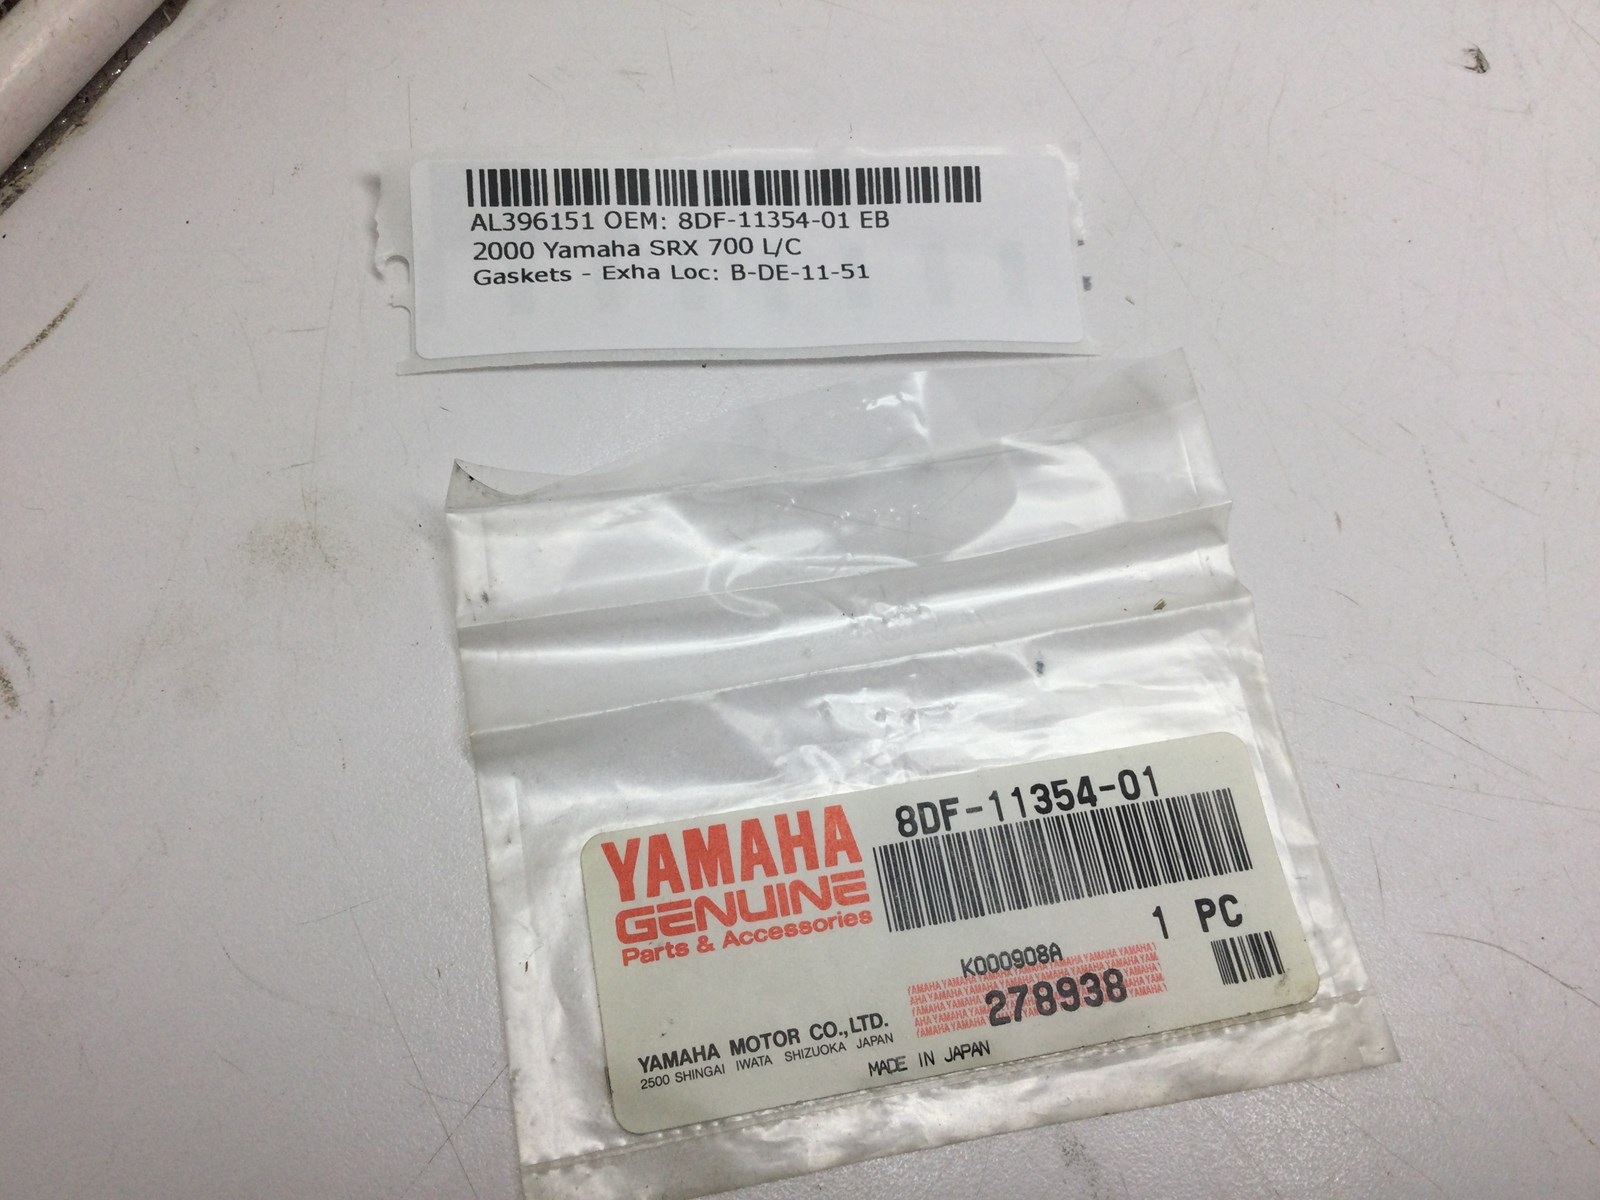 AL396151 OEM: 8DF-11354-01 EB
2000 Yamaha SRX 700 L/C
Gaskets - Exha Loc: B-DE-11-51
8DF-11354-01
YAMAHA
GENUINE
Parts & Accessories
1 PC
K000908A
278938
YAMAHA MOTOR CO.,LTD.
2500 SHINGAI IWATA SHIZUOKA JAPAN
MADE IN JAPAN